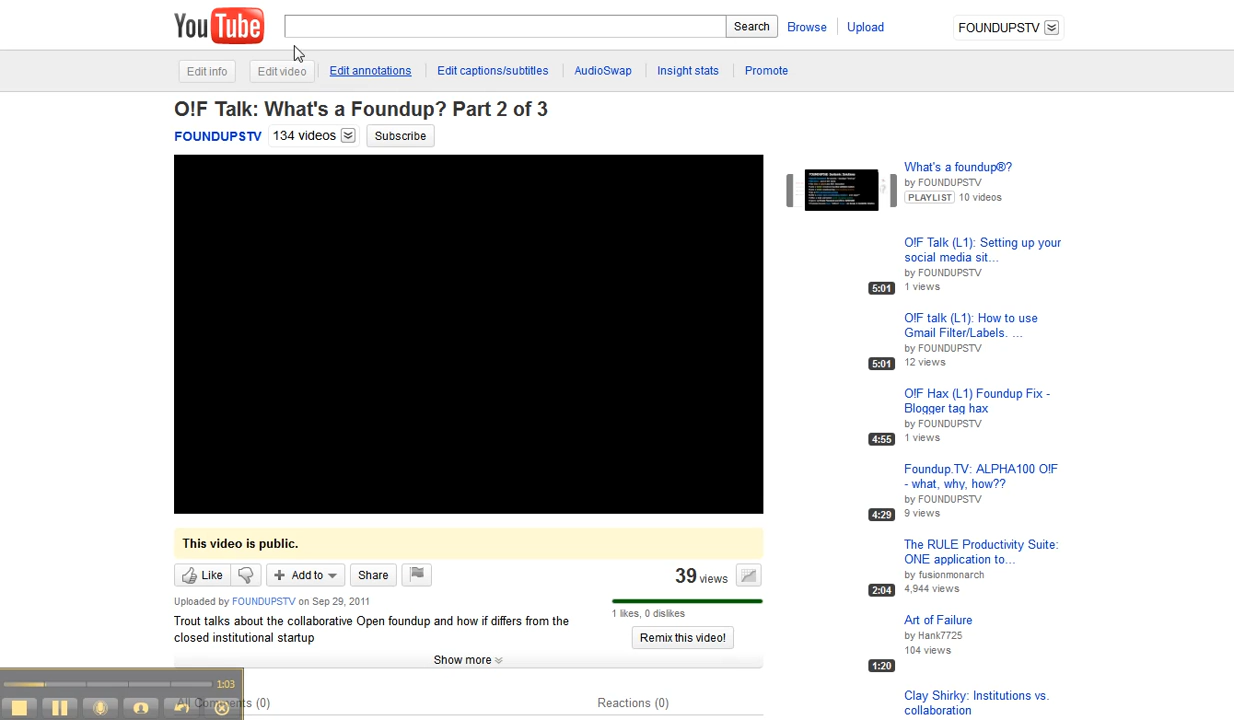 YouTube
Search
Browse
Upload
FOUNDUPSTV
Edit info
Edit video
Edit annotations
Edit captions/subtitles
AudioSwap
Insight stats
Promote
O!F Talk: What's a Foundup? Part 2 of 3
FOUNDUPSTV 134 videos Subscribe
This video is public.
Like
Add to
Share
39 views
Uploaded by FOUNDUPSTV on Sep 29, 2011
1 likes, 0 dislikes
Trout talks about the collaborative Open foundup and how if differs from the
closed institutional startup
Remix this video!
Show more
All Comments (0)
Reactions (0)
1:03
What's a foundup®?
by FOUNDUPSTV
PLAYLIST 10 videos
O!F Talk (L1): Setting up your
social media sit...
by FOUNDUPSTV
5:01 1 views
O!F talk (L1): How to use
Gmail Filter/Labels. ...
by FOUNDUPSTV
5:01 12 views
O!F Hax (L1) Foundup Fix -
Blogger tag hax
by FOUNDUPSTV
4:55 1 views
Foundup.TV: ALPHA100 O!F
- what, why, how??
by FOUNDUPSTV
4:29 9 views
The RULE Productivity Suite:
ONE application to...
by fusionmonarch
2:04 4,944 views
Art of Failure
by Hank7725
104 views
1:20
Clay Shirky: Institutions vs.
collaboration